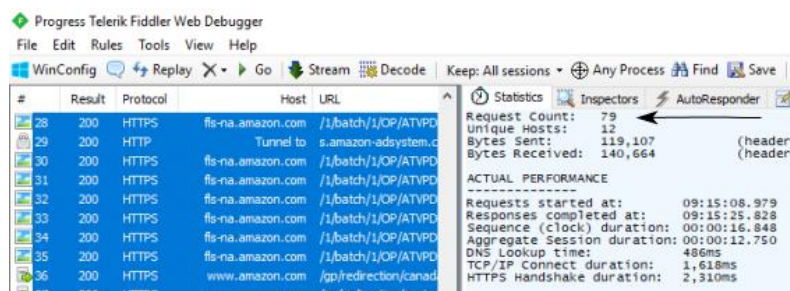 Progress Telerik Fiddler Web Debugger
File Edit Rules Tools View Help
WinConfig Replay Go Stream Decode Keep: All sessions Any Process Find Save
# Result Protocol Host URL
28 200 HTTPS fls-na.amazon.com /1/batch/1/OP/ATVPD
29 200 HTTP Tunnel to s.amazon-adsystem.c
30 200 HTTPS fls-na.amazon.com /1/batch/1/OP/ATVPD
31 200 HTTPS fls-na.amazon.com /1/batch/1/OP/ATVPD
32 200 HTTPS fls-na.amazon.com /1/batch/1/OP/ATVPD
33 200 HTTPS fls-na.amazon.com /1/batch/1/OP/ATVPD
34 200 HTTPS fls-na.amazon.com /1/batch/1/OP/ATVPD
35 200 HTTPS fls-na.amazon.com /1/batch/1/OP/ATVPD
36 200 HTTPS www.amazon.com /gp/redirection/canad
Statistics Inspectors AutoResponder
Request Count: 79
Unique Hosts: 12
Bytes Sent: 119,107 (header
Bytes Received: 140,664 (header
ACTUAL PERFORMANCE
--------------
Requests started at: 09:15:08.979
Responses completed at: 09:15:25.828
Sequence (clock) duration: 00:00:16.848
Aggregate Session duration: 00:00:12.750
DNS Lookup time: 486ms
TCP/IP Connect duration: 1,618ms
HTTPS Handshake duration: 2,310ms